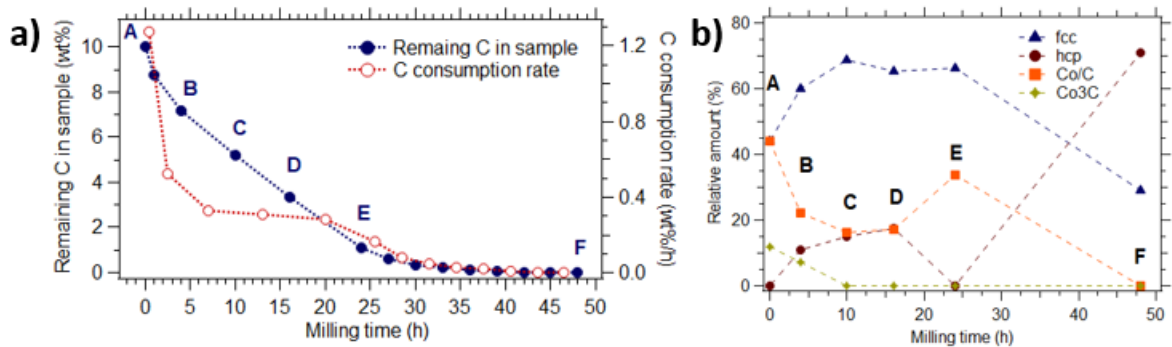 a)
Remaining C in sample (wt%)
10
8
6
4
2
0
A
B
C
D
E
F
Remaing C in sample
C consumption rate
1.2
0.9
0.6
0.4
0.0
C consumption rate (wt%/h)
0 5 10 15 20 25 30 35 40 45 50
Milling time (h)
b)
Relative amount (%)
80
60
40
20
0
A
B
C
D
E
F
fcc
hcp
Co/C
Co3C
0 10 20 30 40 50
Milling time (h)